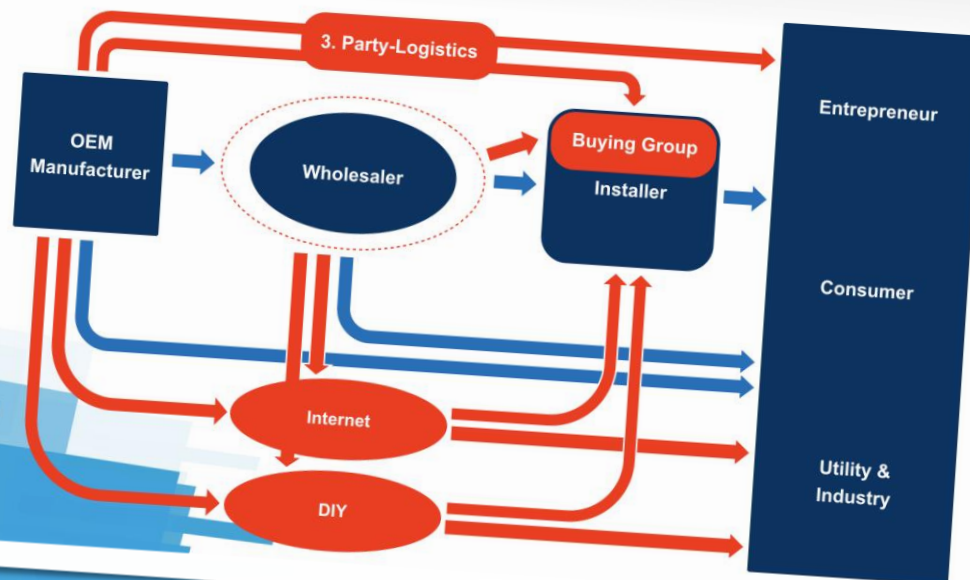 3. Party-Logistics
OEM
Manufacturer
Wholesaler
Buying Group
Installer
Entrepreneur
Consumer
Utility &
Industry
Internet
DIY